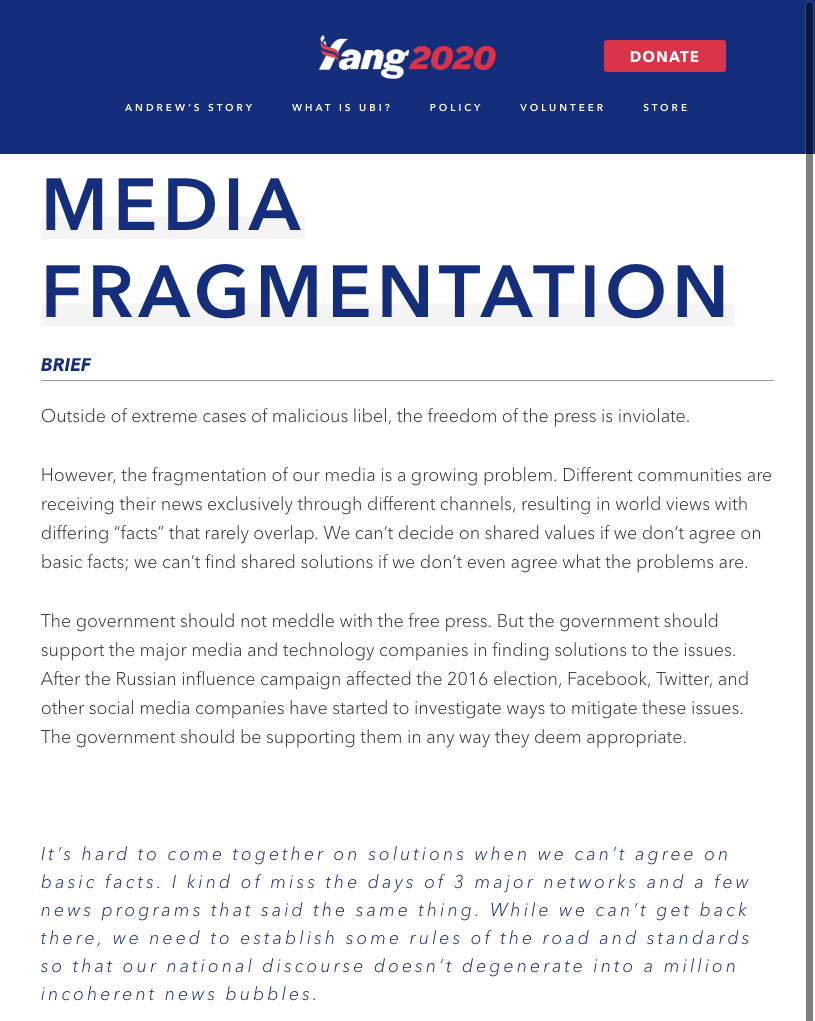 Yang2020
DONATE
ANDREW'S STORY WHAT IS UBI? POLICY VOLUNTEER STORE
MEDIA
FRAGMENTATION
BRIEF
Outside of extreme cases of malicious libel, the freedom of the press is inviolate.
However, the fragmentation of our media is a growing problem. Different communities are
receiving their news exclusively through different channels, resulting in world views with
differing “facts” that rarely overlap. We can’t decide on shared values if we don’t agree on
basic facts; we can’t find shared solutions if we don’t even agree what the problems are.
The government should not meddle with the free press. But the government should
support the major media and technology companies in finding solutions to the issues.
After the Russian influence campaign affected the 2016 election, Facebook, Twitter, and
other social media companies have started to investigate ways to mitigate these issues.
The government should be supporting them in any way they deem appropriate.
It’s hard to come together on solutions when we can’t agree on
basic facts. I kind of miss the days of 3 major networks and a few
news programs that said the same thing. While we can’t get back
there, we need to establish some rules of the road and standards
so that our national discourse doesn’t degenerate into a million
incoherent news bubbles.